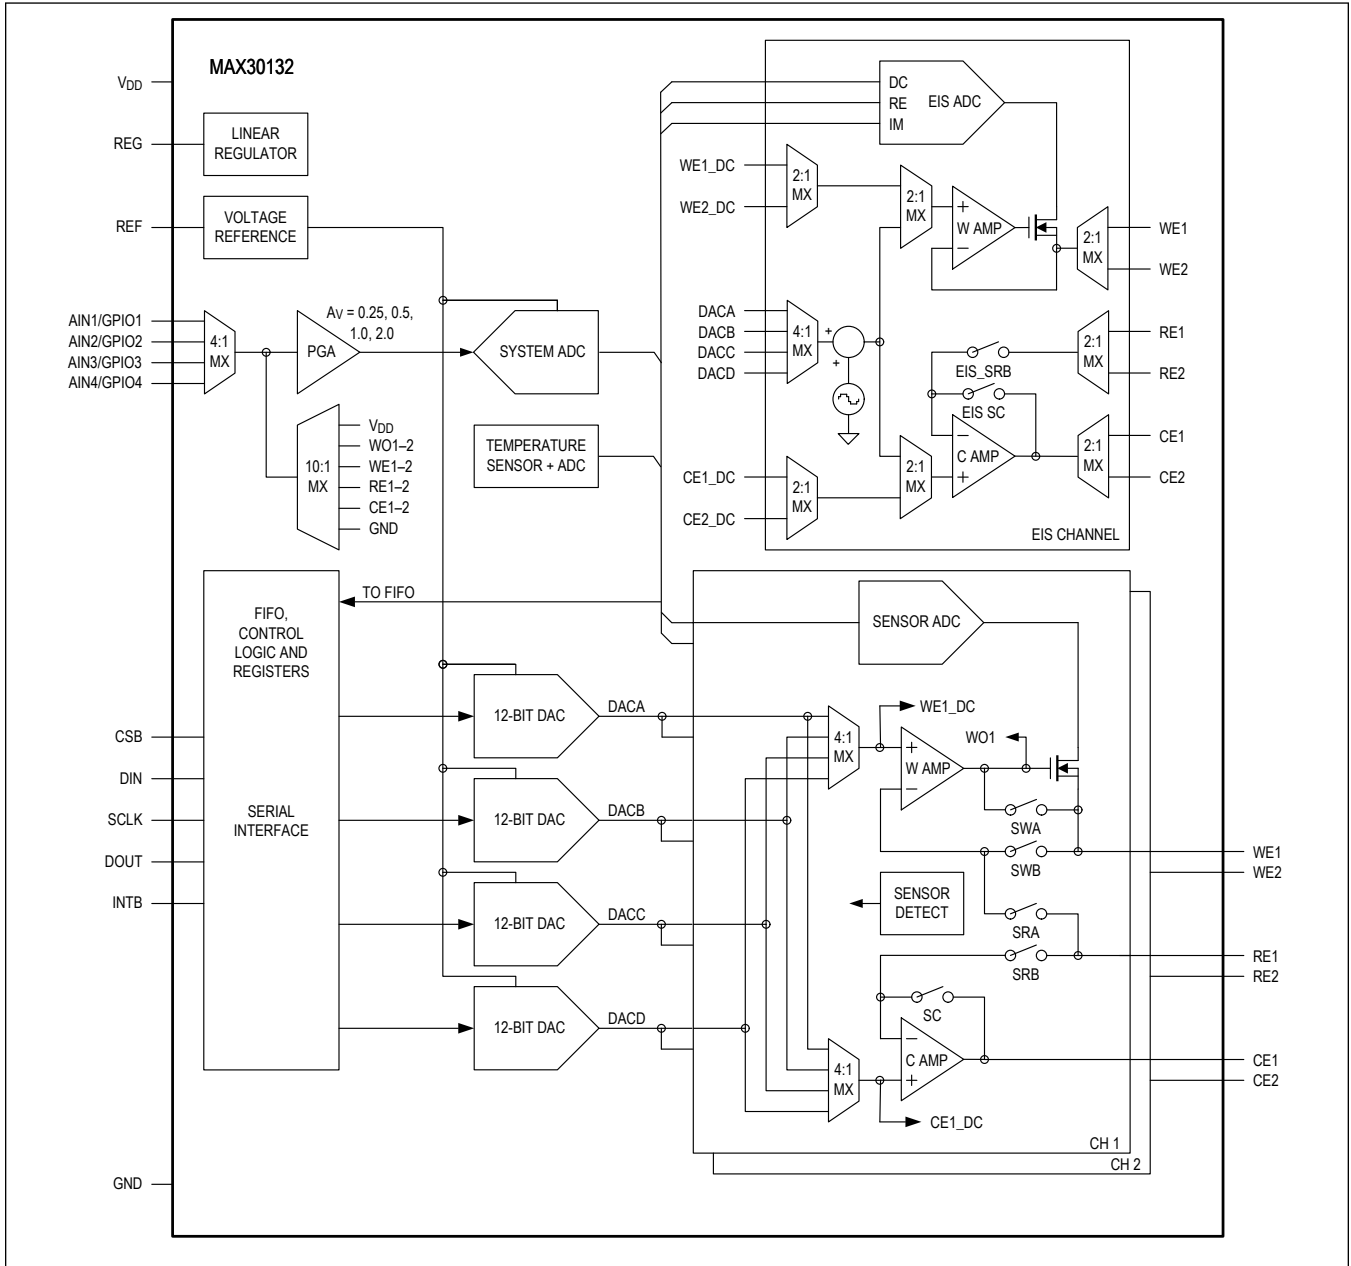 MAX30132
VDD
REG
LINEAR
REGULATOR
REF
VOLTAGE
REFERENCE
AIN1/GPIO1
AIN2/GPIO2
AIN3/GPIO3
AIN4/GPIO4
4:1
MX
AV = 0.25, 0.5,
1.0, 2.0
PGA
SYSTEM ADC
10:1
MX
VDD
WO1–2
WE1–2
RE1–2
CE1–2
GND
TEMPERATURE
SENSOR + ADC
DC
RE
IM
EIS ADC
WE1_DC
WE2_DC
2:1
MX
2:1
MX
+
W AMP
–
2:1
MX
WE1
WE2
DACA
DACB
DACC
DACD
4:1
MX
+
+
EIS_SRB
EIS SC
2:1
MX
RE1
RE2
CE1_DC
CE2_DC
2:1
MX
2:1
MX
–
C AMP
+
2:1
MX
CE1
CE2
EIS CHANNEL
TO FIFO
FIFO,
CONTROL
LOGIC AND
REGISTERS
SERIAL
INTERFACE
CSB
DIN
SCLK
DOUT
INTB
GND
12-BIT DAC
DACA
12-BIT DAC
DACB
12-BIT DAC
DACC
12-BIT DAC
DACD
SENSOR ADC
4:1
MX
WE1_DC
+
W AMP
–
WO1
SWA
SWB
SENSOR
DETECT
SRA
SRB
SC
4:1
MX
–
C AMP
+
CE1_DC
CH 1
CH 2
WE1
WE2
RE1
RE2
CE1
CE2